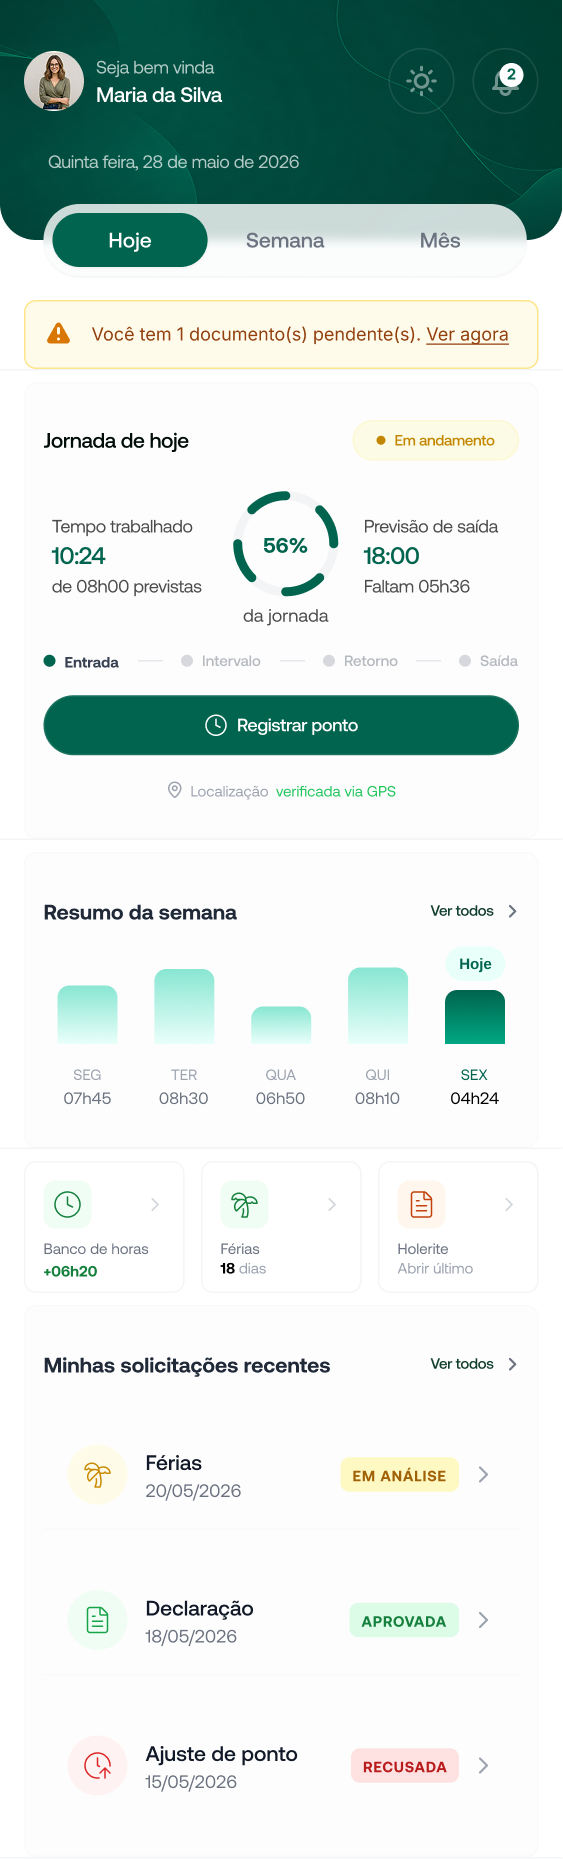 Seja bem vinda
Maria da Silva
2
Quinta feira, 28 de maio de 2026
Hoje Semana Mês
Você tem 1 documento(s) pendente(s). Ver agora
Jornada de hoje
Em andamento
Tempo trabalhado
10:24
de 08h00 previstas
56%
da jornada
Previsão de saída
18:00
Faltam 05h36
Entrada Intervalo Retorno Saída
Registrar ponto
Localização verificada via GPS
Resumo da semana
Ver todos
Hoje
SEG TER QUA QUI SEX
07h45 08h30 06h50 08h10 04h24
Banco de horas
+06h20
Férias
18 dias
Holerite
Abrir último
Minhas solicitações recentes
Ver todos
Férias
20/05/2026
EM ANÁLISE
Declaração
18/05/2026
APROVADA
Ajuste de ponto
15/05/2026
RECUSADA